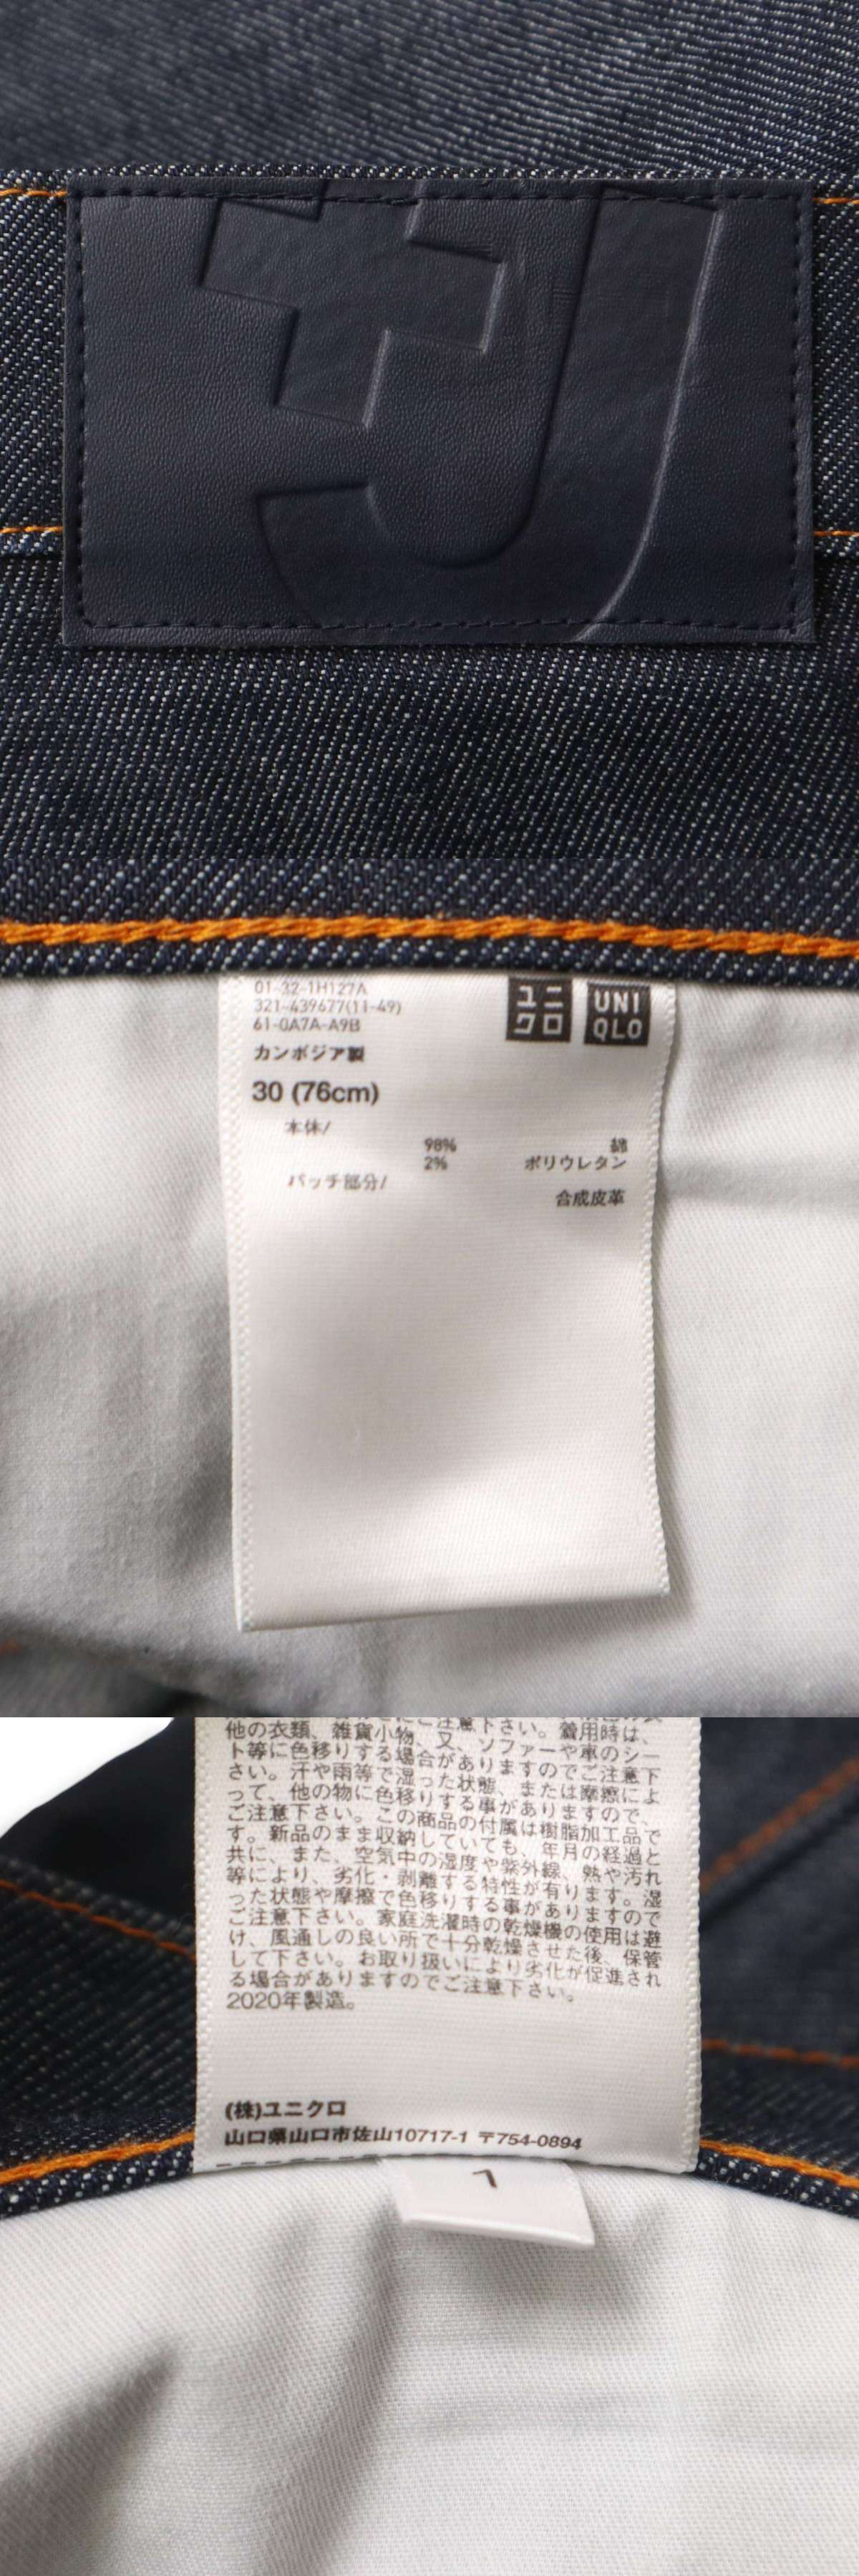 +J
01-32-1H127A
321-439677(11-49)
61-0A7A-A9B
カンボジア製
30 (76cm)
本体/
98% 綿
2% ポリウレタン
パッチ部分/
合成皮革
ユニ
クロ
UNI
QLO
他の衣類、雑貨小物、又、ソファーや車のシー
ト等に色移りする場合がありますのでご注意下
さい。汗や雨等で湿った状態、または摩擦によ
って、他の物に色移りする事がありますので、
ご注意下さい。この商品の付属は樹脂加工品で
す。新品のまま収納していても、年月の経過と
共に、また、空気中の湿度や紫外線、熱や汚れ
等により、劣化・剥離する特性が有ります。湿
った状態や摩擦で色移りする事がありますので
ご注意下さい。家庭洗濯時の乾燥機の使用は避
け、風通しの良い所で十分乾燥させた後、保管
して下さい。お取り扱いにより劣化が促進され
る場合がありますのでご注意下さい。
2020年製造。
(株)ユニクロ
山口県山口市佐山10717-1 〒754-0894